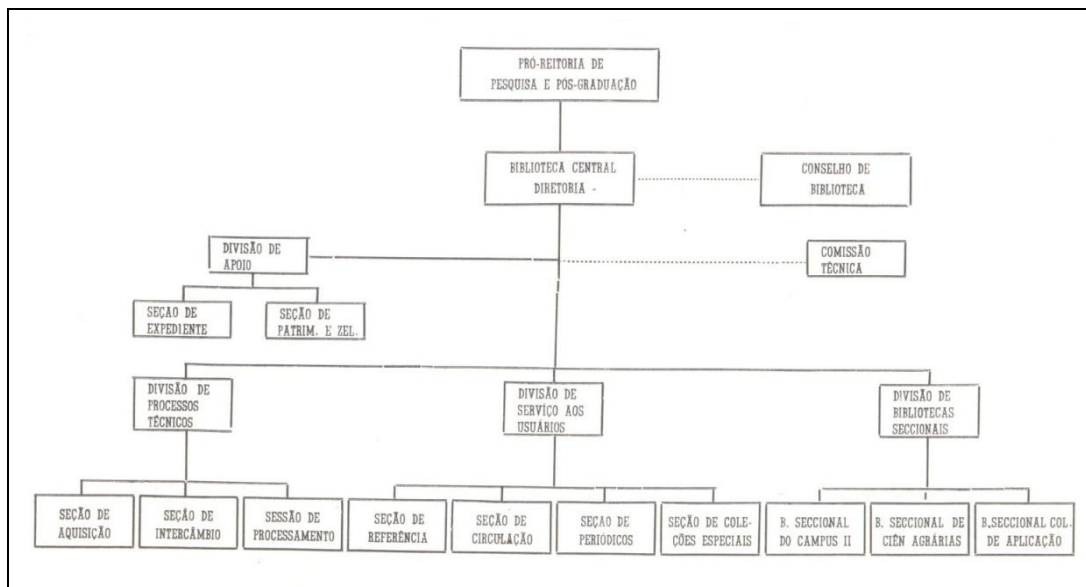 PRÓ-REITORIA DE
PESQUISA E PÓS-GRADUAÇÃO
BIBLIOTECA CENTRAL
DIRETORIA -
CONSELHO DE
BIBLIOTECA
DIVISÃO DE
APOIO
COMISSÃO
TÉCNICA
SEÇAO DE
EXPEDIENTE
SEÇÃO DE
PATRIM. E ZEL.
DIVISÃO DE
PROCESSOS
TÉCNICOS
DIVISÃO DE
SERVIÇO AOS
USUÁRIOS
DIVISÃO DE
BIBLIOTECAS
SECCIONAIS
SEÇÃO DE
AQUISIÇÃO
SEÇÃO DE
INTERCÂMBIO
SESSÃO DE
PROCESSAMENTO
SEÇÃO DE
REFERÊNCIA
SEÇÃO DE
CIRCULAÇÃO
SEÇAO DE
PERIÓDICOS
SEÇÃO DE COLE-
ÇÕES ESPECIAIS
B. SECCIONAL
DO CAMPUS II
B. SECCIONAL DE
CIÊN AGRÁRIAS
B,SECCIONAL COL.
DE APLICAÇÃO